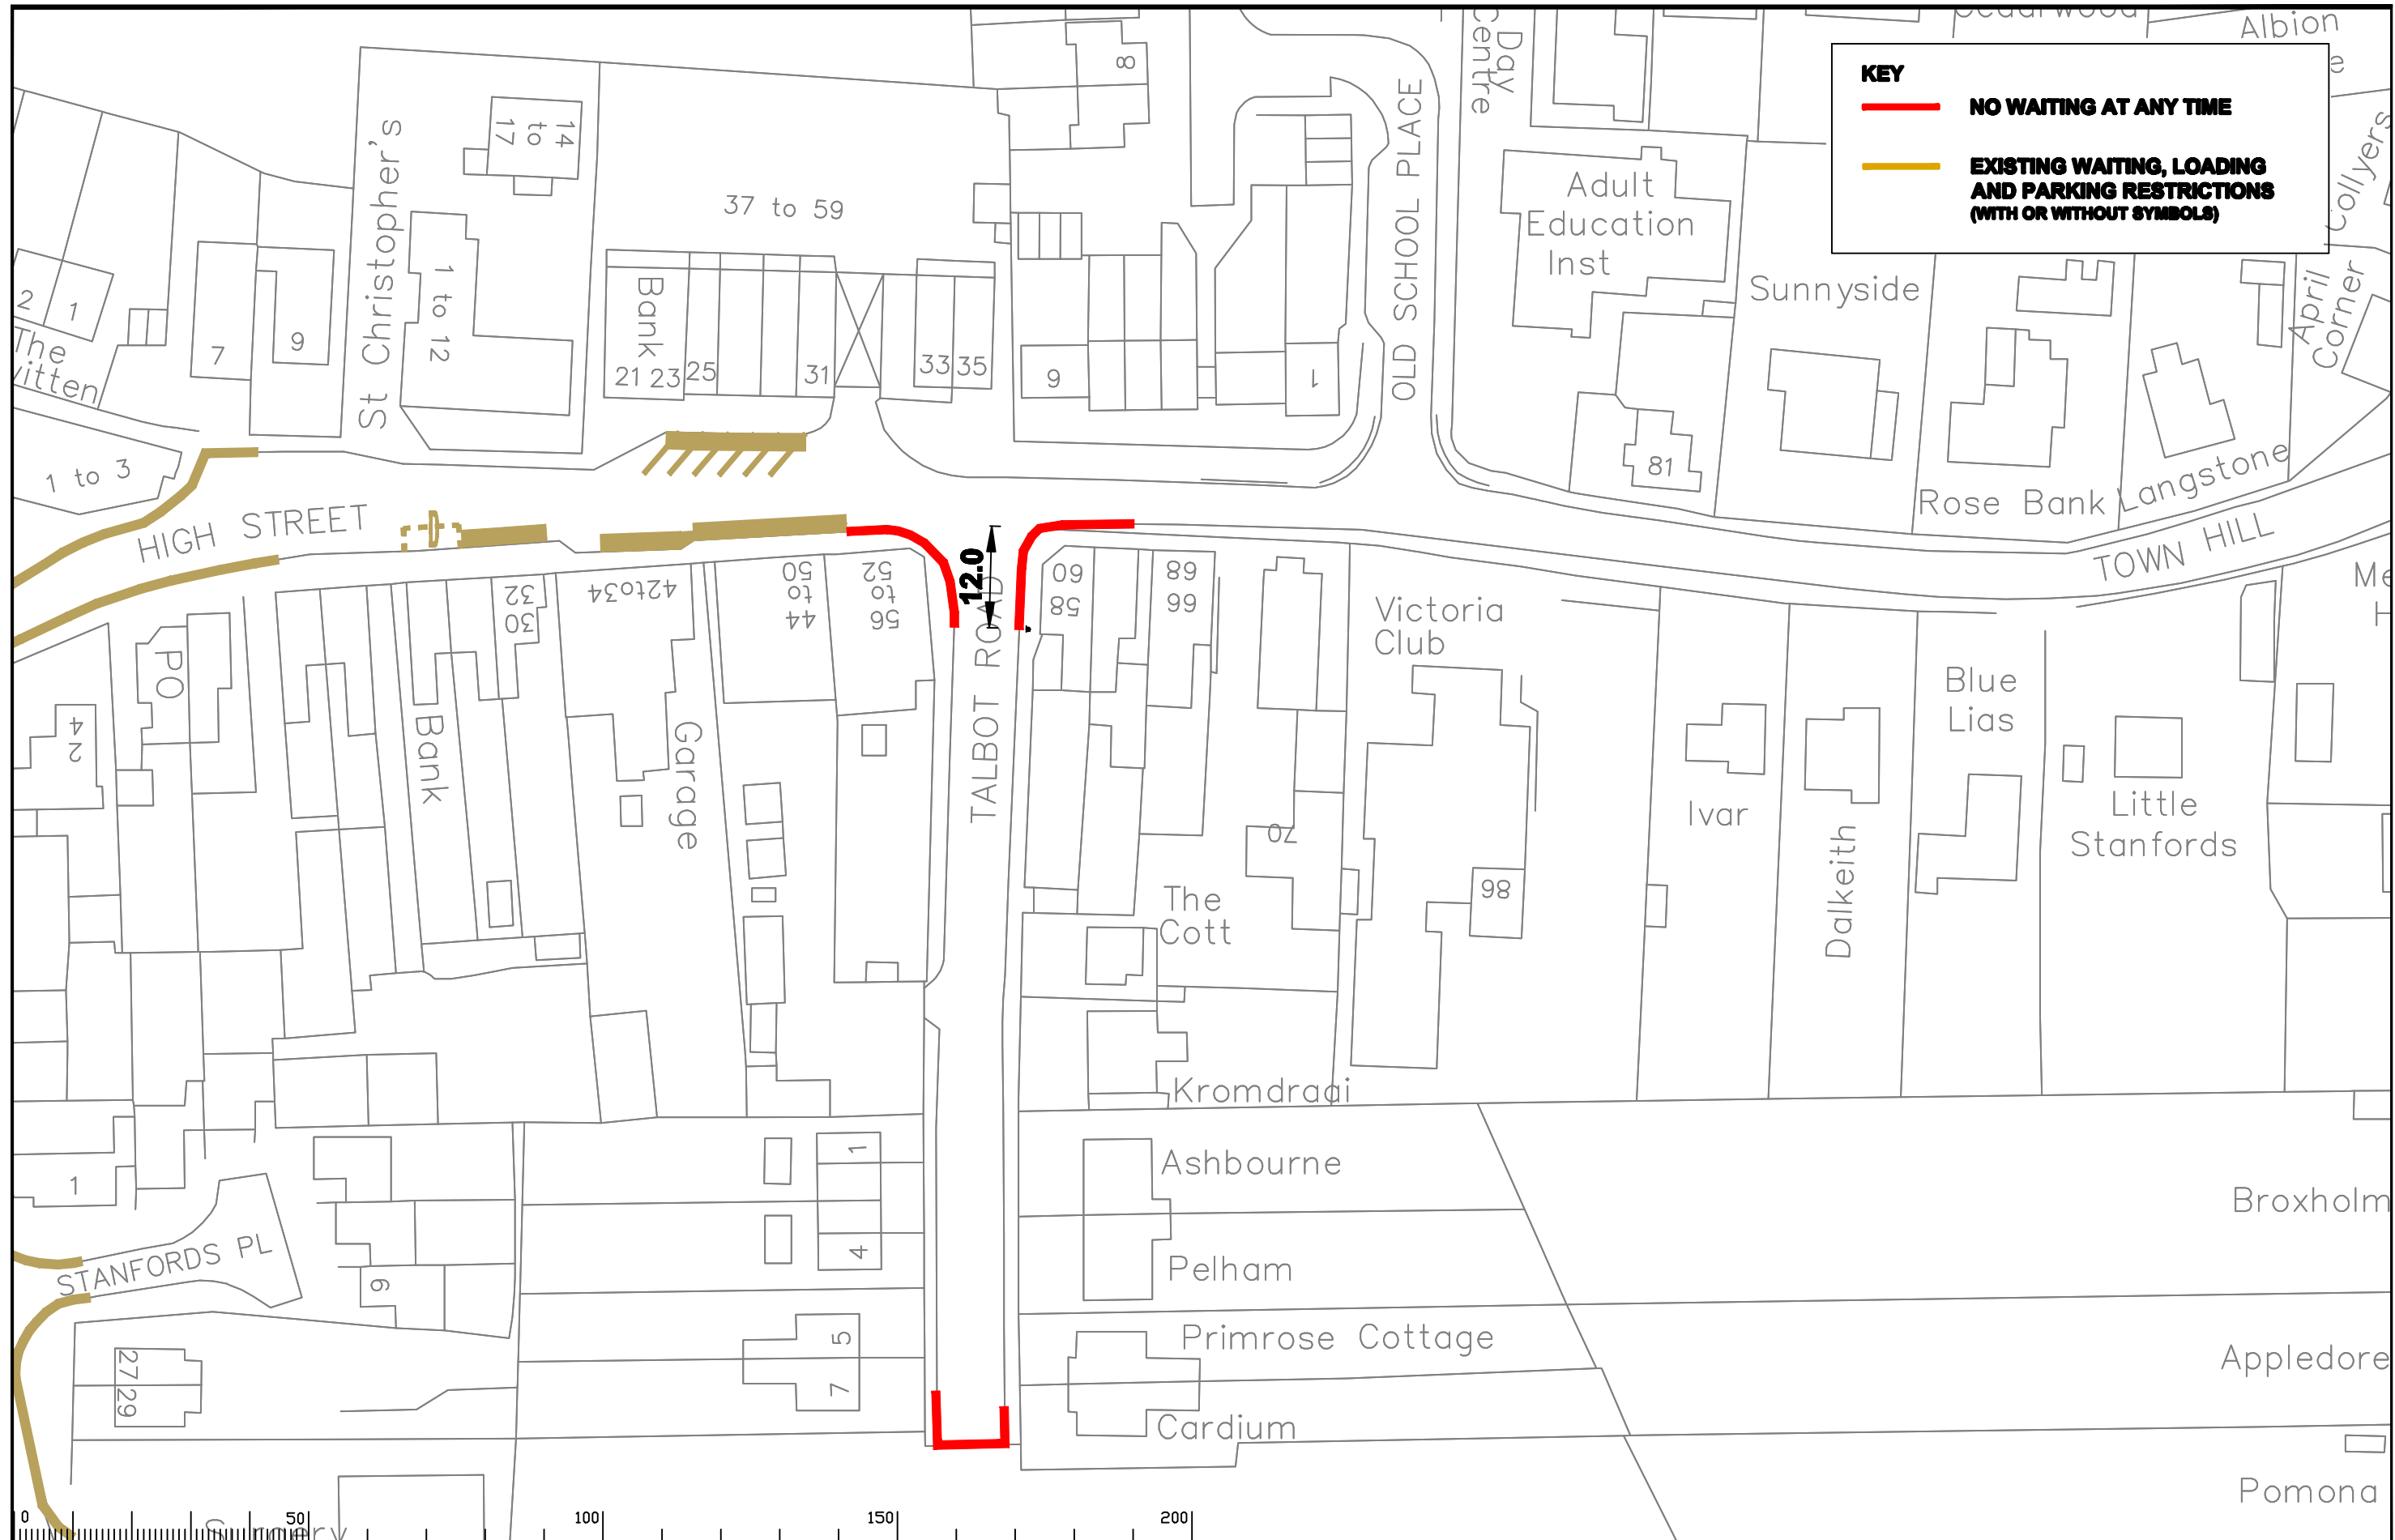 Cedarwood
Albion
Day
Centre
8
KEY
NO WAITING AT ANY TIME
EXISTING WAITING, LOADING
AND PARKING RESTRICTIONS
(WITH OR WITHOUT SYMBOLS)
14
to
17
Collyers
St Christopher's
OLD SCHOOL PLACE
Adult
Education
Inst
37 to 59
Sunnyside
April
Corner
1 to 12
Bank
2
1
The
7
9
21 23
25
31
33
35
1
81
1 to 3
HIGH STREET
Rose Bank
Langstone
TOWN HILL
12.0
TALBOT ROAD
32
30
42to34
50
to
44
52
to
56
60
58
68
66
Victoria
Club
PO
4
2
Bank
Garage
Blue
Lias
Ivar
Dalkeith
Little
Stanfords
70
The
Cott
Kromdraai
1
4
Ashbourne
Broxholm
Pelham
1
STANFORDS PL
Primrose Cottage
5
7
Appledore
27
29
Cardium
Pomona
0
50
100
150
200
Surgery